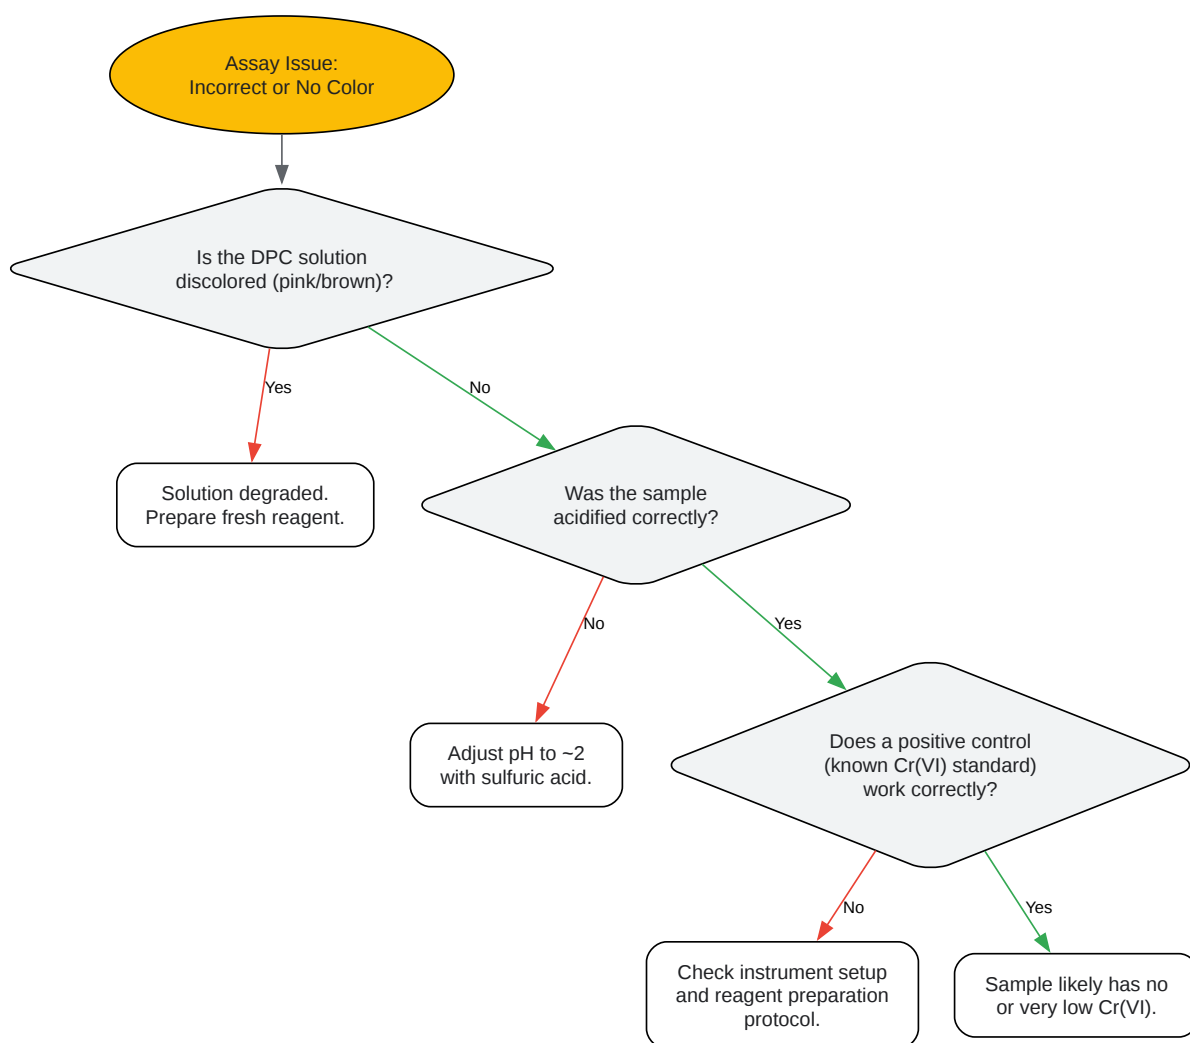 Assay Issue:
Incorrect or No Color
Is the DPC solution
discolored (pink/brown)?
Yes
No
Solution degraded.
Prepare fresh reagent.
Was the sample
acidified correctly?
No
Yes
Adjust pH to ~2
with sulfuric acid.
Does a positive control
(known Cr(VI) standard)
work correctly?
No
Yes
Check instrument setup
and reagent preparation
protocol.
Sample likely has no
or very low Cr(VI).